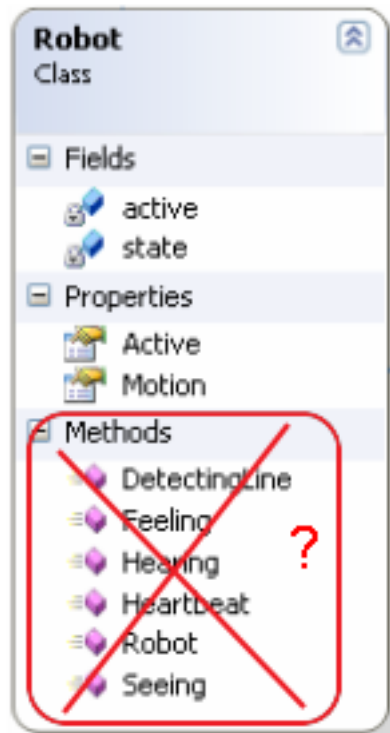 Robot
Class
Fields
active
state
Properties
Active
Motion
Methods
DetectingLine
Feeling
Hearing
Heartbeat
?
Robot
Seeing